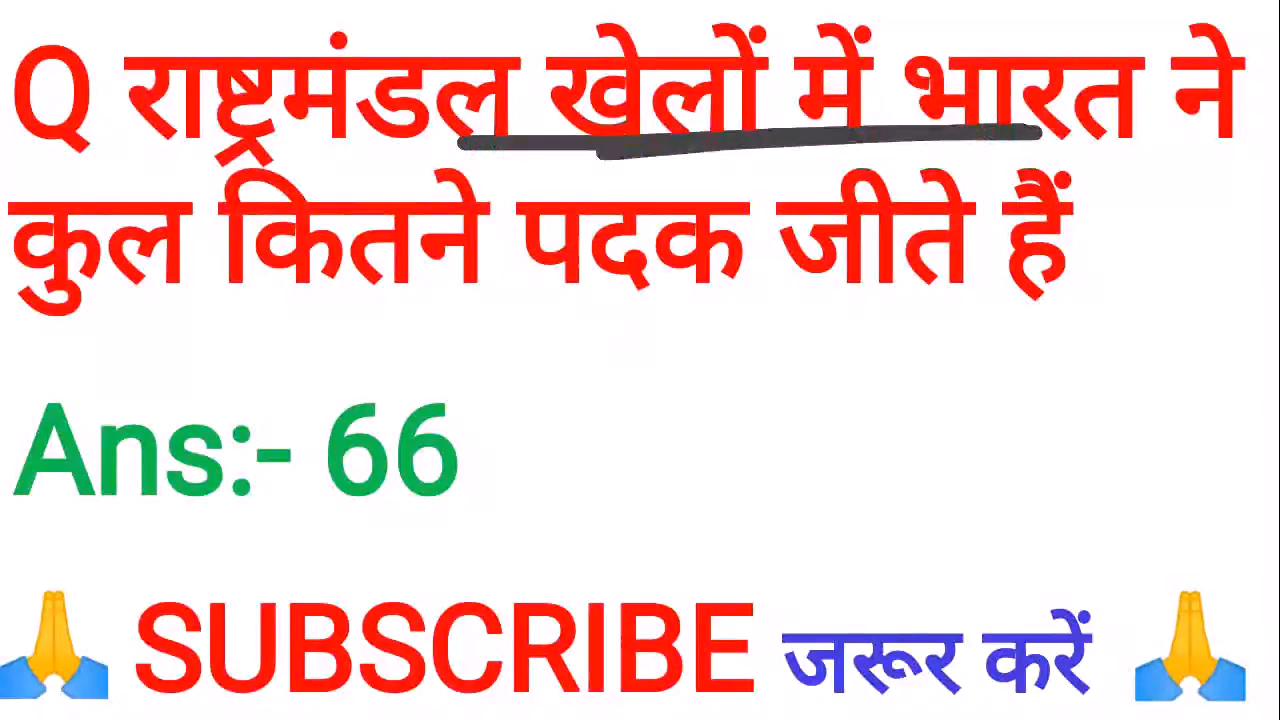 Q राष्ट्रमंडल खेलों में भारत ने
कुल कितने पदक जीते हैं
Ans:- 66
🙏 SUBSCRIBE जरूर करें 🙏